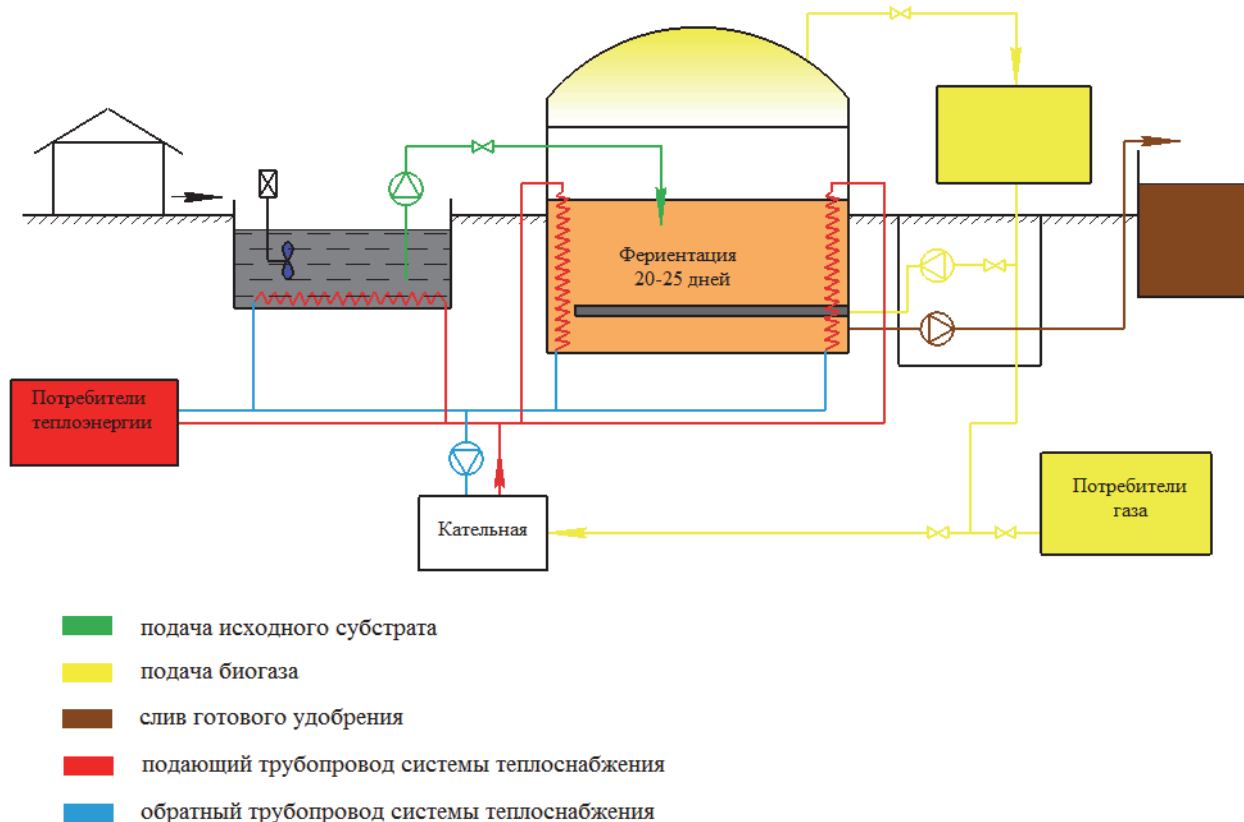 Фериентация
20-25 дней
Потребители
теплоэнергии
Кательная
Потребители
газа
подача исходного субстрата
подача биогаза
слив готового удобрения
подающий трубопровод системы теплоснабжения
обратный трубопровод системы теплоснабжения